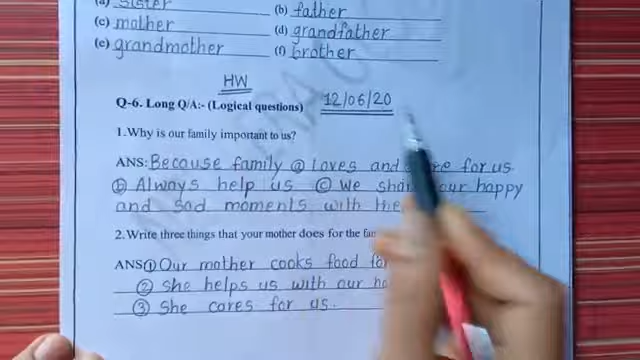 (a) sister (b) father
(c) mother (d) grandfather
(e) grandmother (f) brother
HW
Q-6. Long Q/A:- (Logical questions) 12/06/20
1.Why is our family important to us?
ANS: Because family ⓐ Loves and for us.
ⓑ Always help us ⓒ We share our happy
and sad moments with
2.Write three things that your mother does for the
ANS① Our mother cooks food
② She helps us with our
③ She cares for us.